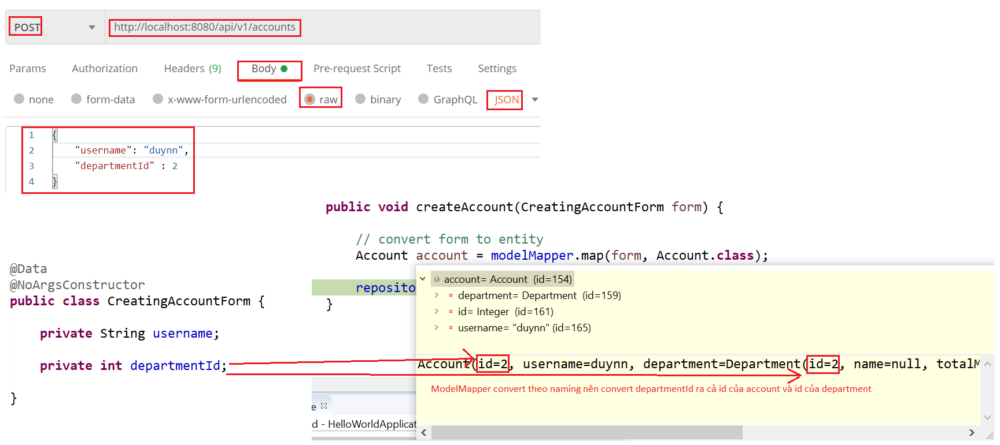 POST
http://localhost:8080/api/v1/accounts
Params Authorization Headers (9) Body Pre-request Script Tests Settings
none form-data x-www-form-urlencoded raw binary GraphQL JSON
1 {
2 "username": "duynn",
3 "departmentId" : 2
4 }
public void createAccount(CreatingAccountForm form) {
// convert form to entity
Account account = modelMapper.map(form, Account.class);
reposito
}
@Data
@NoArgsConstructor
public class CreatingAccountForm {
private String username;
private int departmentId;
}
account= Account (id=154)
department= Department (id=159)
id= Integer (id=161)
username= "duynn" (id=165)
Account(id=2, username=duynn, department=Department(id=2, name=null, totalM
ModelMapper convert theo naming nên convert departmentId ra cả id của account và id của department
e
d - HelloWorldApplicat